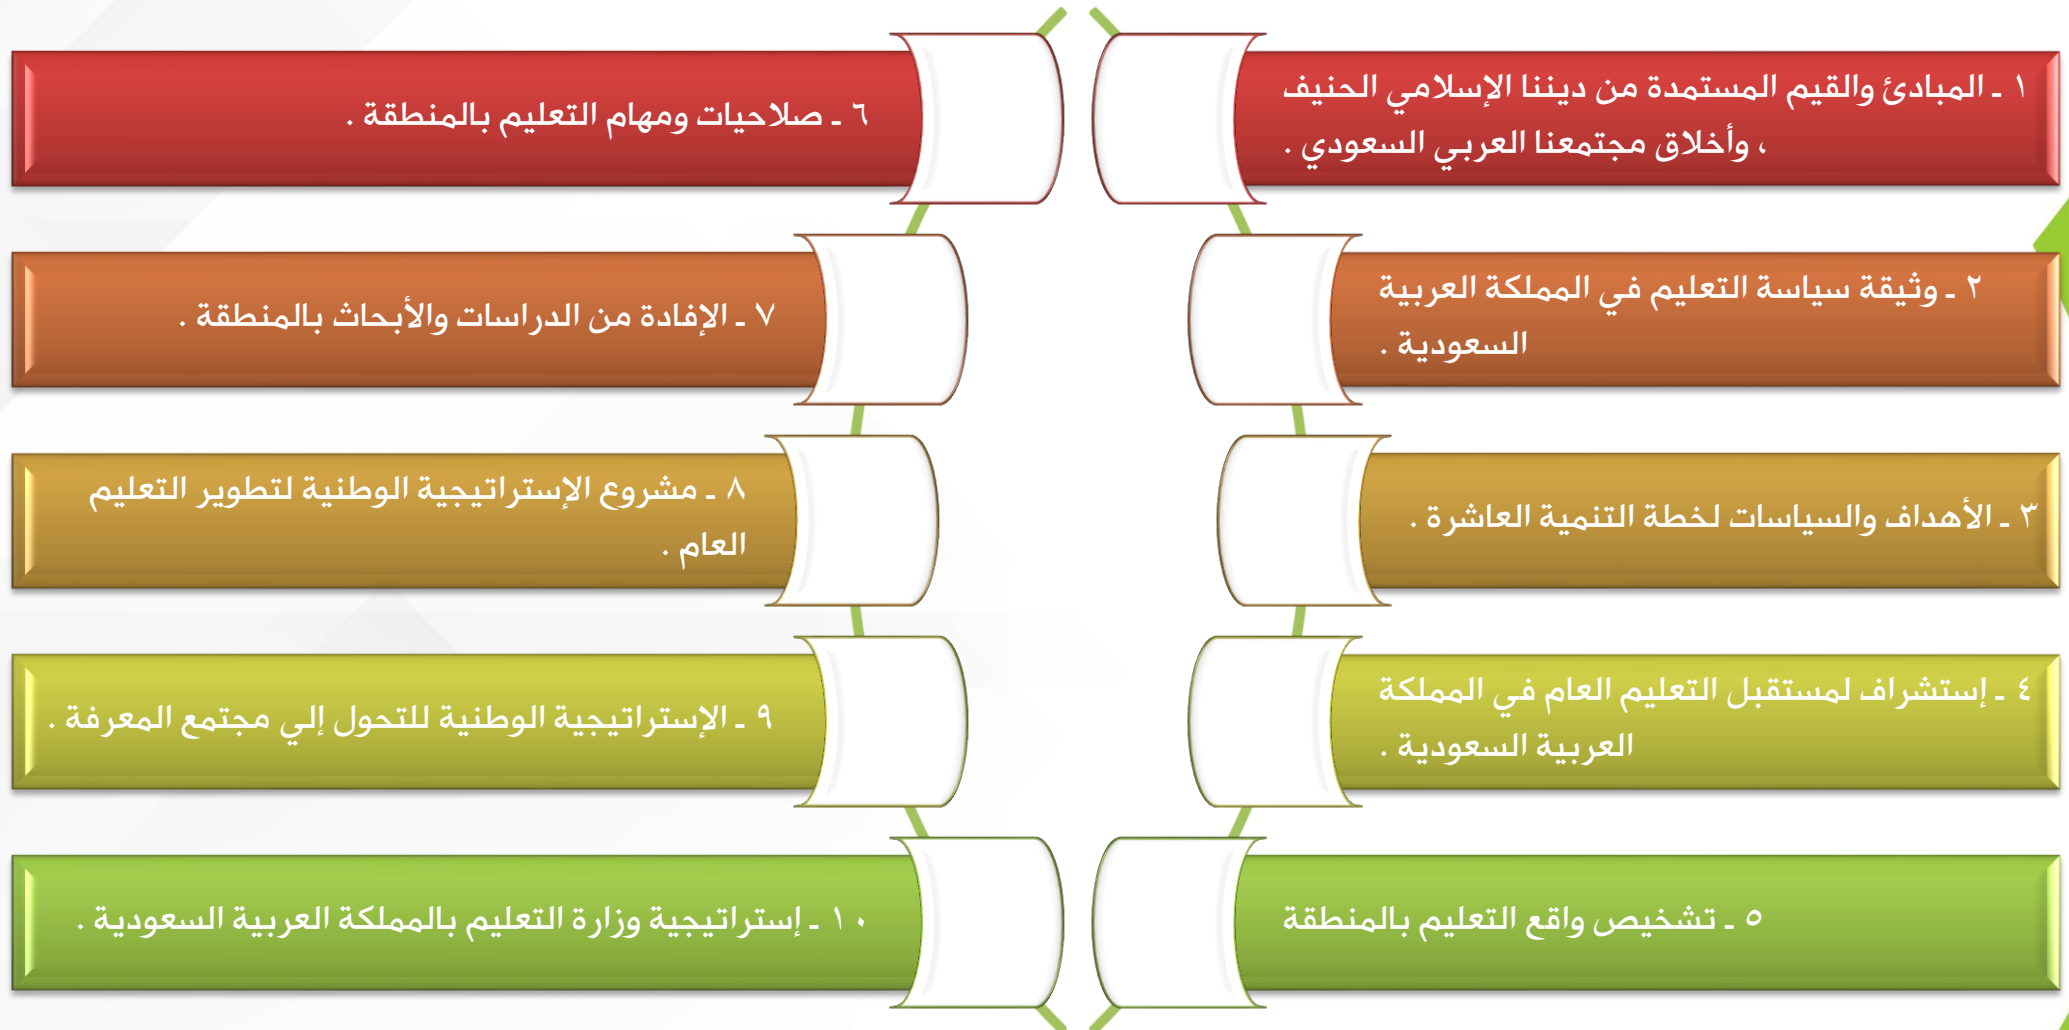 ١ ـ المبادئ والقيم المستمدة من ديننا الإسلامي الحنيف
، وأخلاق مجتمعنا العربي السعودي .
٢ ـ وثيقة سياسة التعليم في المملكة العربية
السعودية .
٣ ـ الأهداف والسياسات لخطة التنمية العاشرة .
٤ ـ إستشراف لمستقبل التعليم العام في المملكة
العربية السعودية .
٥ ـ تشخيص واقع التعليم بالمنطقة
٦ ـ صلاحيات ومهام التعليم بالمنطقة .
٧ ـ الإفادة من الدراسات والأبحاث بالمنطقة .
٨ ـ مشروع الإستراتيجية الوطنية لتطوير التعليم
العام .
٩ ـ الإستراتيجية الوطنية للتحول إلي مجتمع المعرفة .
١٠ ـ إستراتيجية وزارة التعليم بالمملكة العربية السعودية .